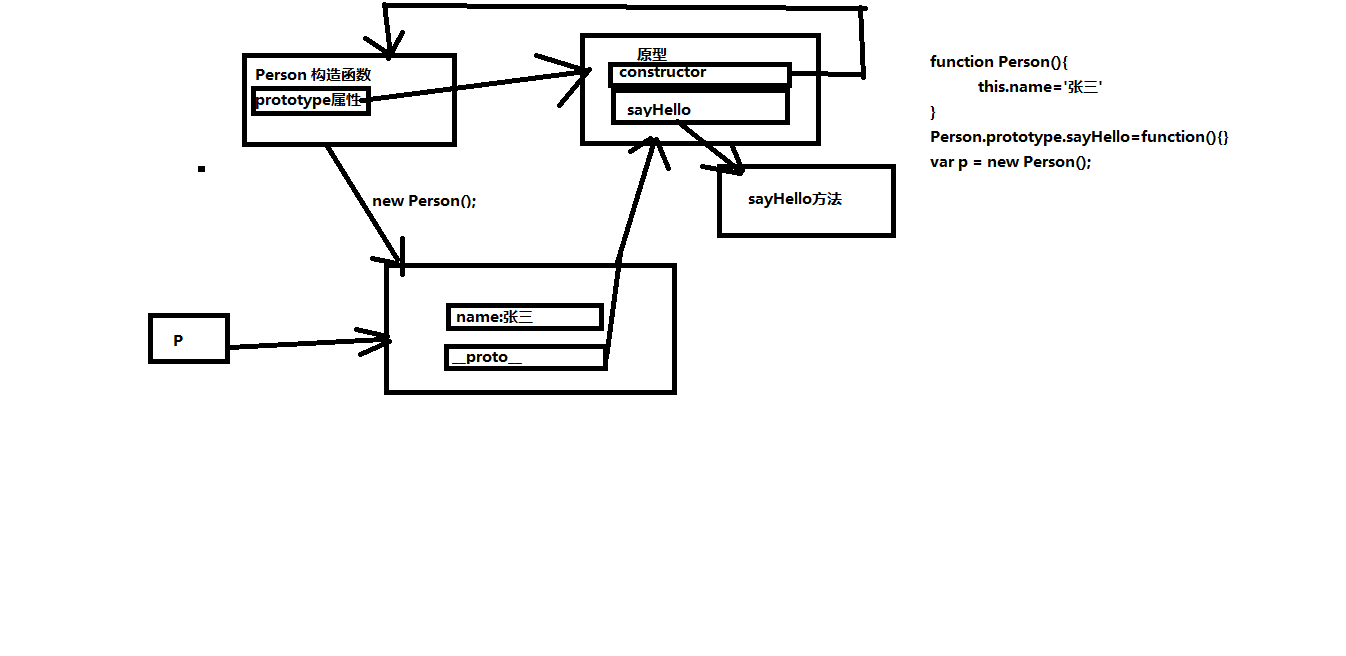 Person 构造函数
prototype属性
原型
constructor
sayHello
sayHello方法
new Person();
P
name:张三
__proto__
function Person(){
this.name='张三'
}
Person.prototype.sayHello=function(){}
var p = new Person();